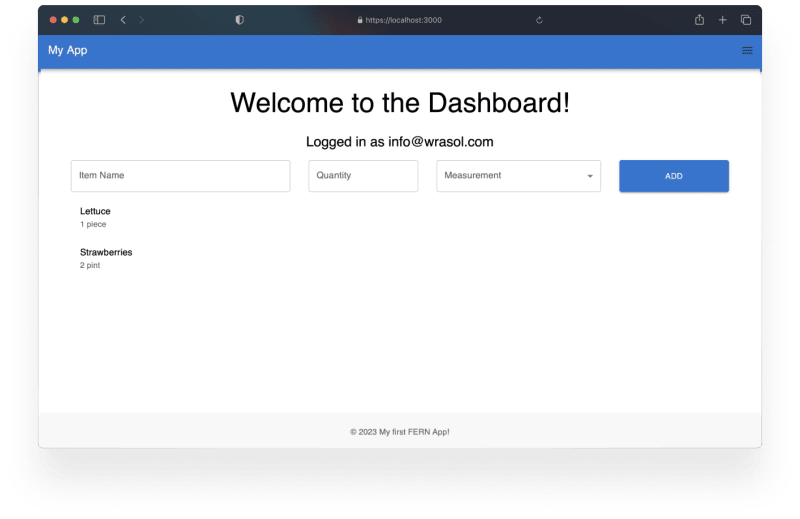 https://localhost:3000
My App
Welcome to the Dashboard!
Logged in as info@wrasol.com
Item Name
Quantity
Measurement
ADD
Lettuce
1 piece
Strawberries
2 pint
© 2023 My first FERN App!